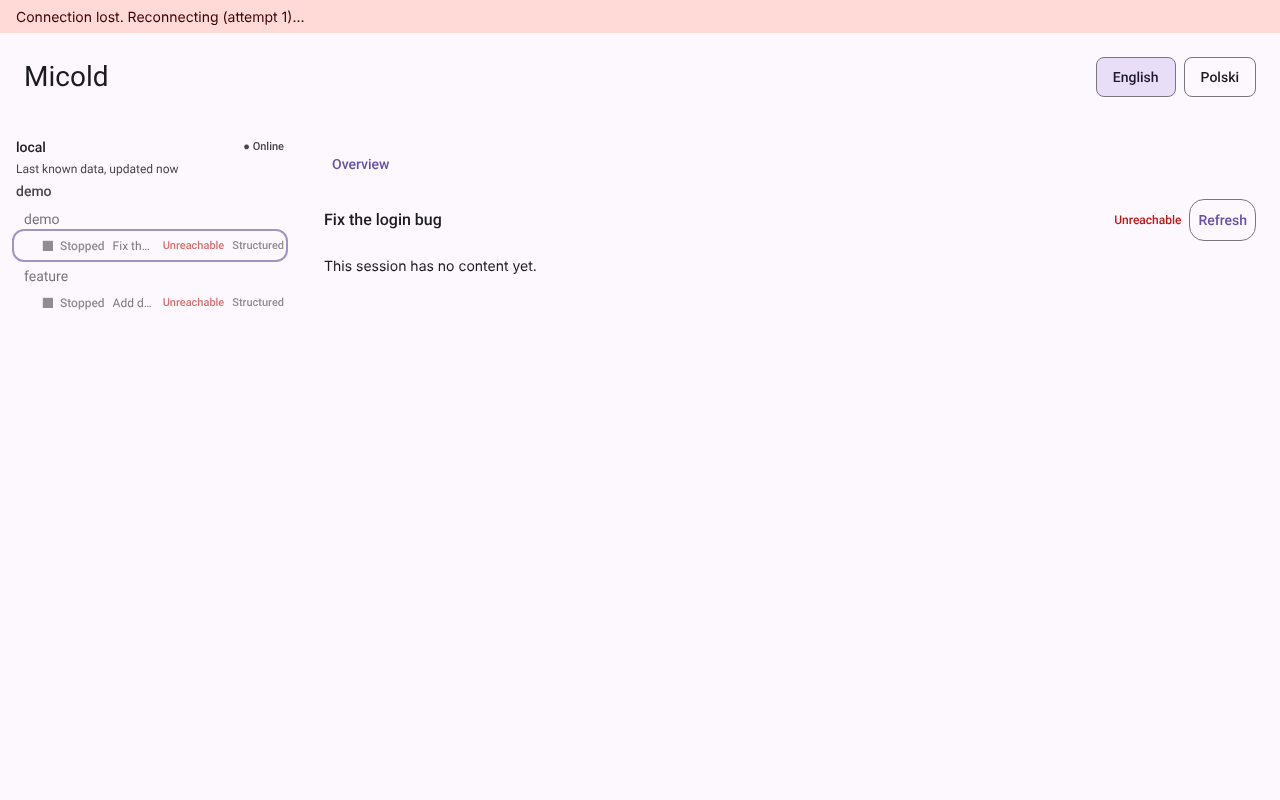 Connection lost. Reconnecting (attempt 1)...
Micold
English
Polski
local
● Online
Last known data, updated now
demo
demo
Stopped Fix th... Unreachable Structured
feature
Stopped Add d... Unreachable Structured
Overview
Fix the login bug
Unreachable
Refresh
This session has no content yet.